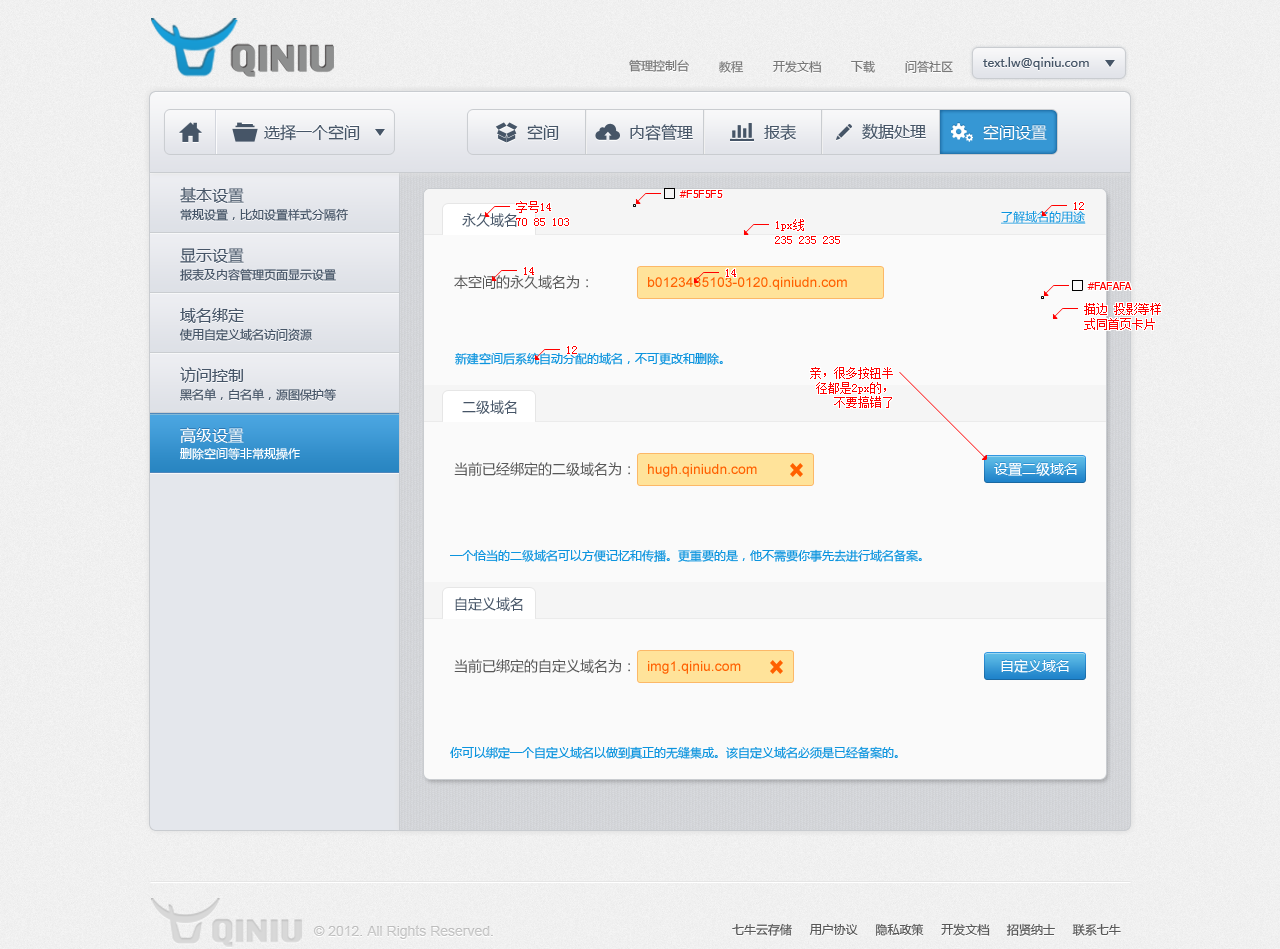 QINIU
管理控制台 教程 开发文档 下载 问答社区 text.lw@qiniu.com
选择一个空间 空间 内容管理 报表 数据处理 空间设置
基本设置
常规设置，比如设置样式分隔符
显示设置
报表及内容管理页面显示设置
域名绑定
使用自定义域名访问资源
访问控制
黑名单，白名单，源图保护等
高级设置
删除空间等非常规操作
#F5F5F5
字号14
70 85 103
永久域名
1px线
235 235 235
12
了解域名的用途
14
本空间的永久域名为：
14
b0123435103-0120.qiniudn.com
#FAFAFA
描边 投影等样
式同首页卡片
12
新建空间后系统自动分配的域名，不可更改和删除。
亲，很多按钮半
径都是2px的，
不要搞错了
二级域名
当前已经绑定的二级域名为：
hugh.qiniudn.com
设置二级域名
一个恰当的二级域名可以方便记忆和传播。更重要的是，他不需要你事先去进行域名备案。
自定义域名
当前已绑定的自定义域名为：
img1.qiniu.com
自定义域名
你可以绑定一个自定义域名以做到真正的无缝集成。该自定义域名必须是已经备案的。
QINIU © 2012. All Rights Reserved.
七牛云存储 用户协议 隐私政策 开发文档 招贤纳士 联系七牛